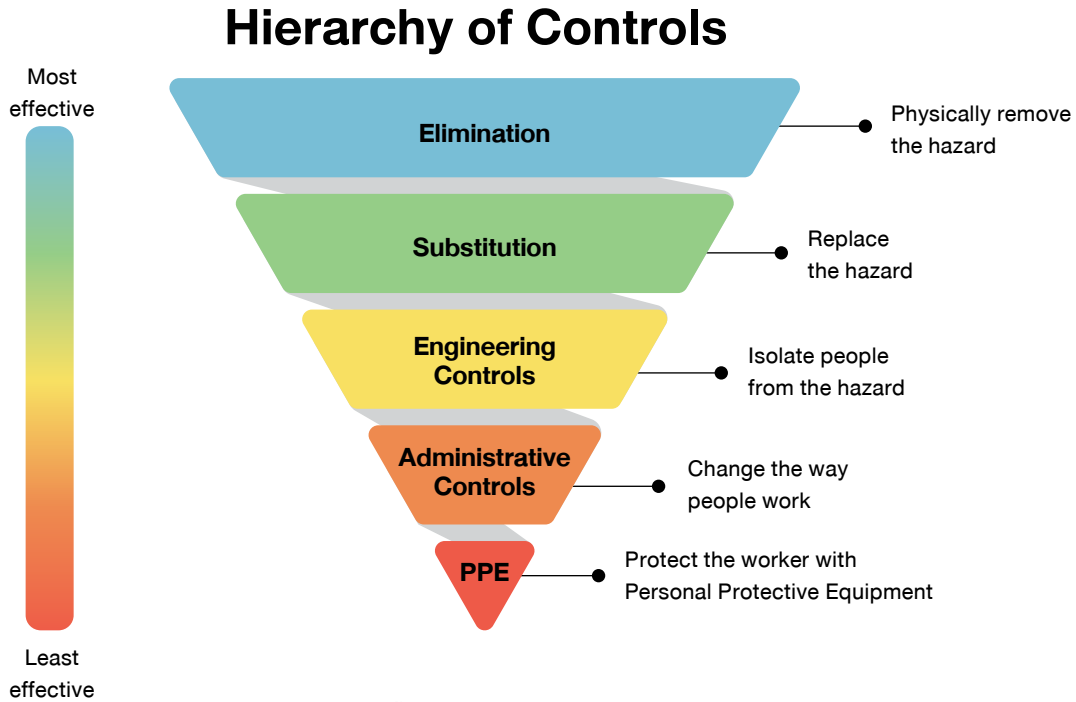 Hierarchy of Controls
Most
effective
Elimination
Physically remove
the hazard
Substitution
Replace
the hazard
Engineering
Controls
Isolate people
from the hazard
Administrative
Controls
Change the way
people work
PPE
Protect the worker with
Personal Protective Equipment
Least
effective